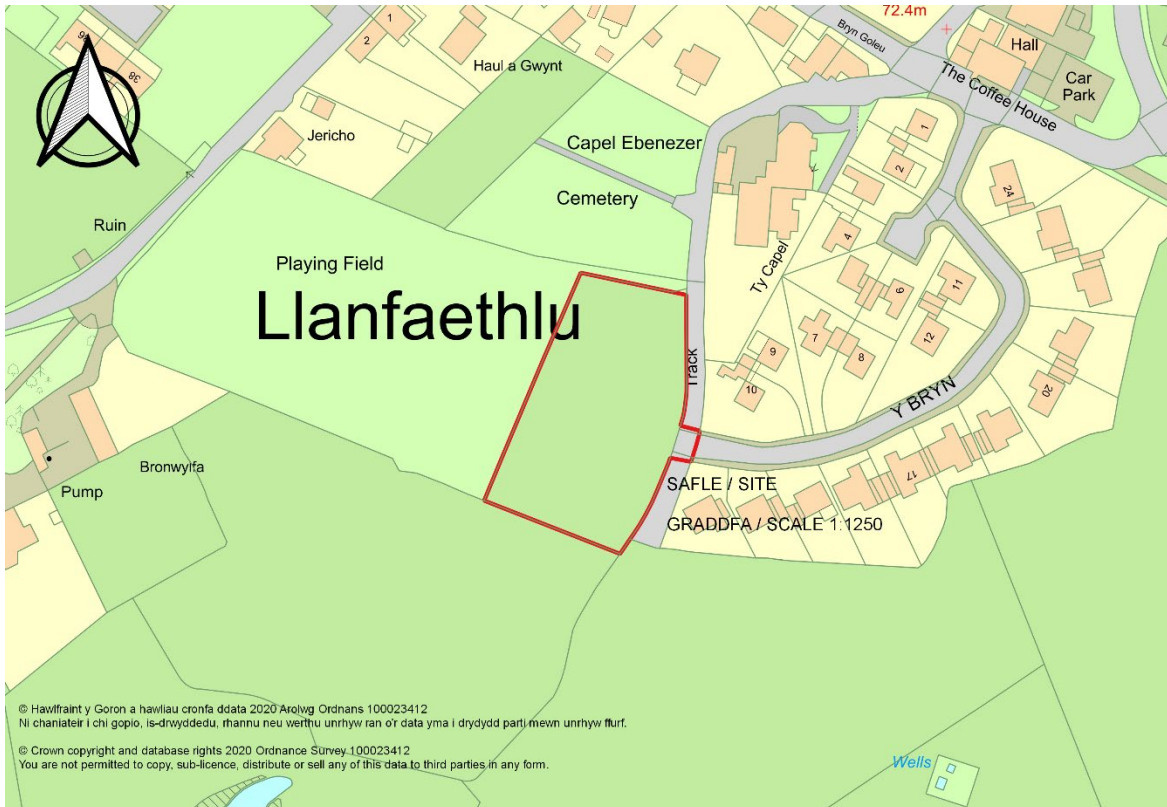 72.4m
1
2
36
38
Bryn Goleu
Hall
Car
Park
The Coffee House
Haul a Gwynt
Jericho
Capel Ebenezer
Cemetery
1
2
24
4
Ty Capel
Ruin
Playing Field
Llanfaethlu
6
11
12
7
8
9
10
Track
20
Y BRYN
17
Bronwylfa
Pump
SAFLE / SITE
GRADDFA / SCALE 1:1250
© Hawlfraint y Goron a hawliau cronfa ddata 2020 Arolwg Ordnans 100023412
Ni chaniateir i chi gopio, is-drwyddedu, rhannu neu werthu unrhyw ran o'r data yma i drydydd parti mewn unrhyw ffurf.
© Crown copyright and database rights 2020 Ordnance Survey 100023412
You are not permitted to copy, sub-licence, distribute or sell any of this data to third parties in any form.
Wells